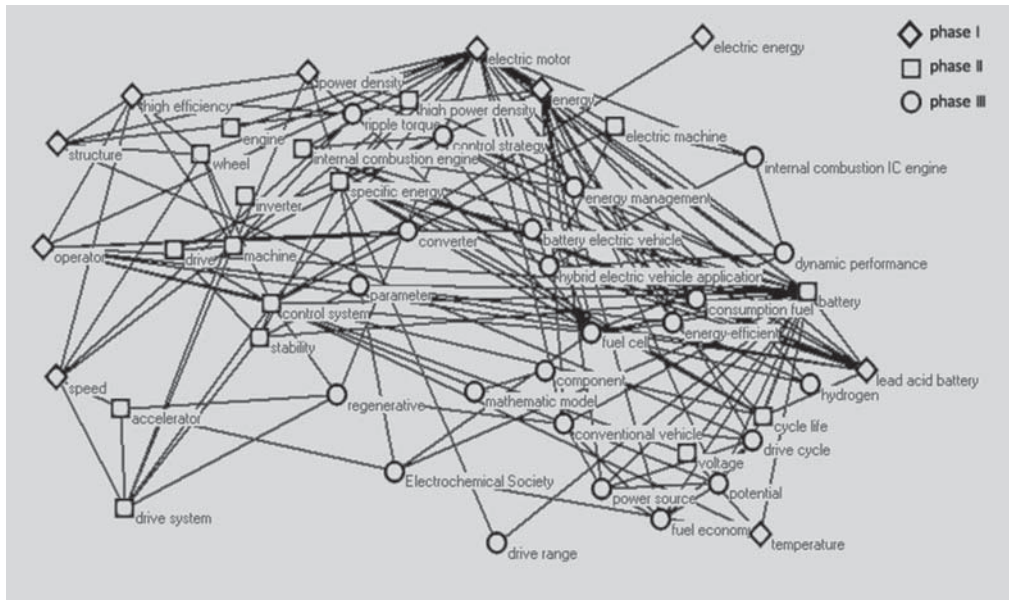 phase I
electric energy
electric motor
phase II
power density
high efficiency
energy
phase III
high power density
ripple torque
engine
electric machine
structure
control strategy
wheel
internal combustion engine
internal combustion IC engine
specific energy
energy management
inverter
converter
battery electric vehicle
operator
drive
machine
dynamic performance
hybrid electric vehicle application
parameter
battery
consumption fuel
control system
energy-efficient
fuel cell
stability
component
lead acid battery
speed
hydrogen
regenerative
mathematic model
accelerator
cycle life
conventional vehicle
drive cycle
voltage
Electrochemical Society
potential
power source
drive system
fuel economy
temperature
drive range